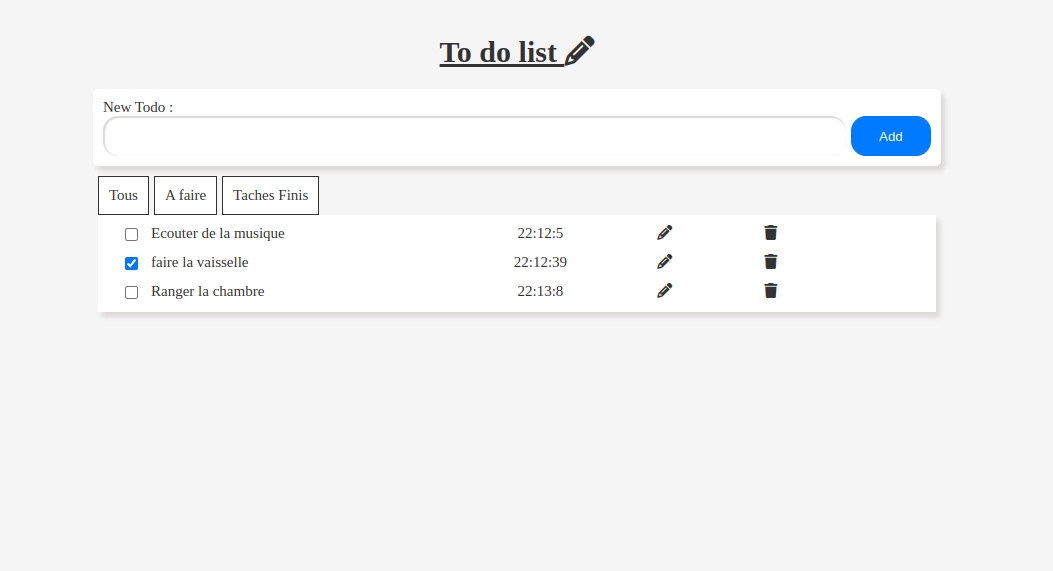 To do list
New Todo :
Add
Tous A faire Taches Finis
Ecouter de la musique 22:12:5
faire la vaisselle 22:12:39
Ranger la chambre 22:13:8